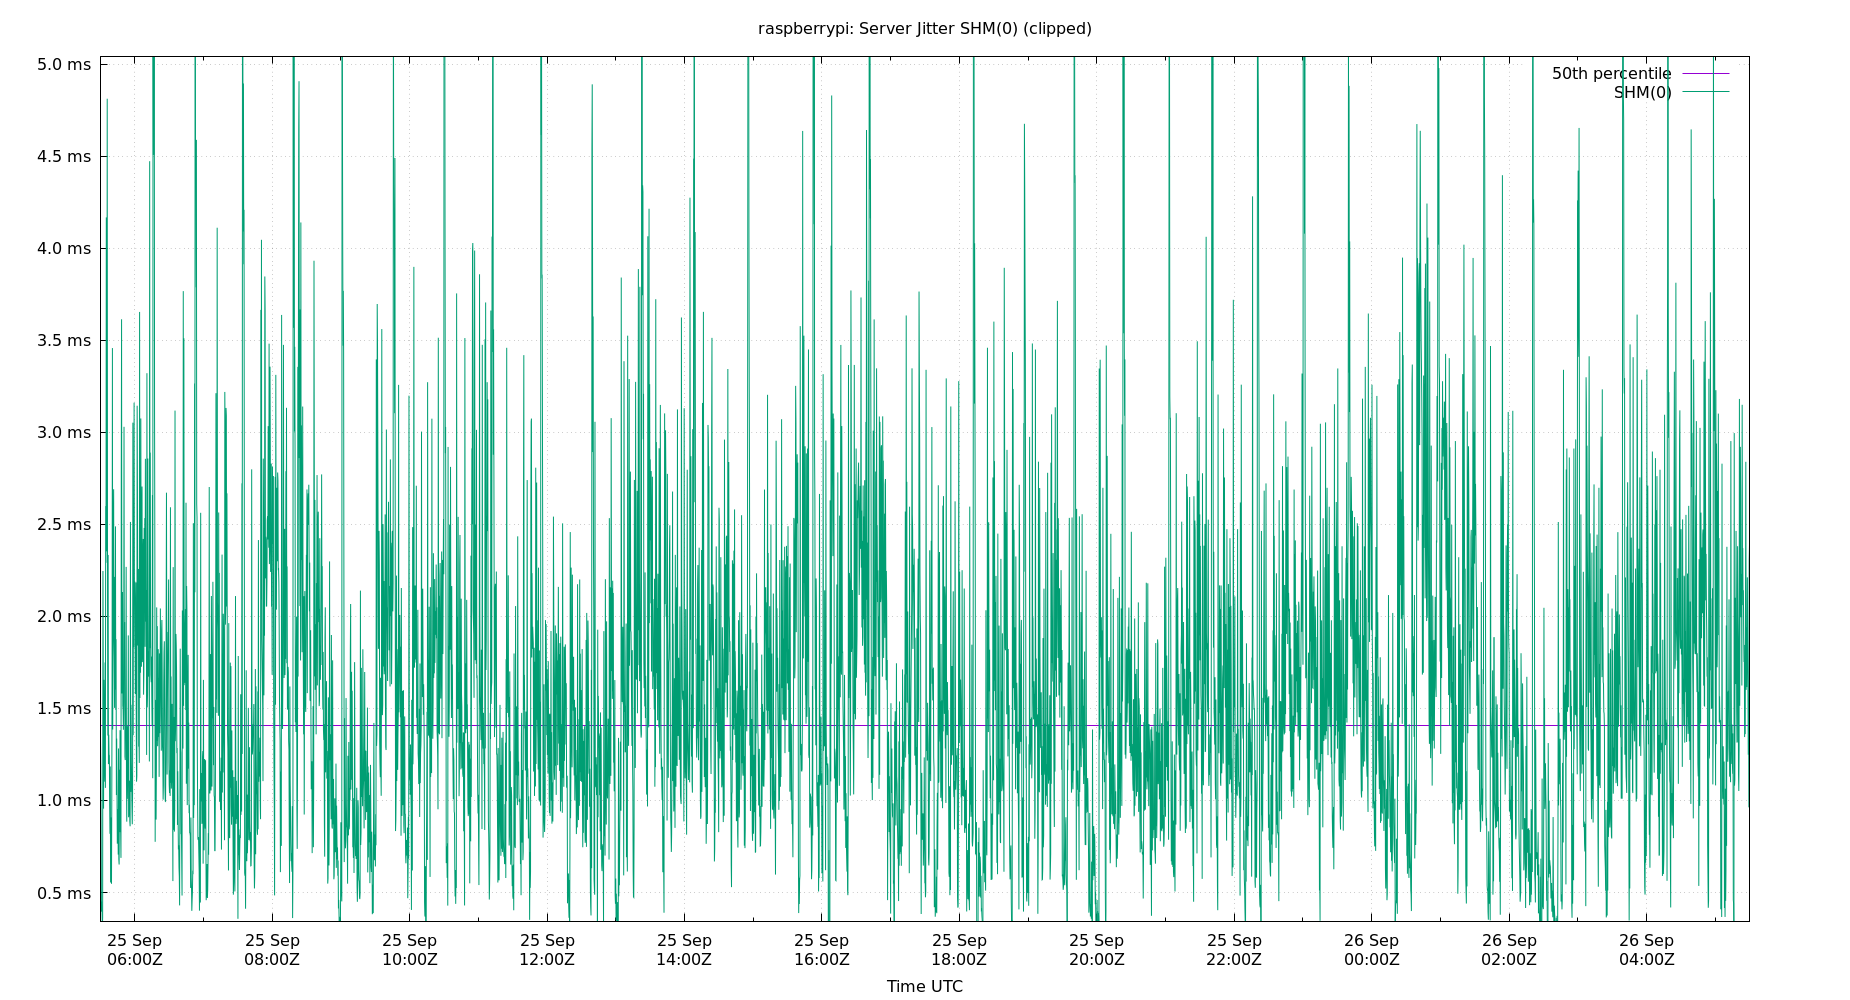 raspberrypi: Server Jitter SHM(0) (clipped)
5.0 ms
4.5 ms
4.0 ms
3.5 ms
3.0 ms
2.5 ms
2.0 ms
1.5 ms
1.0 ms
0.5 ms
50th percentile
SHM(0)
25 Sep 25 Sep 25 Sep 25 Sep 25 Sep 25 Sep 25 Sep 25 Sep 25 Sep 26 Sep 26 Sep 26 Sep
06:00Z 08:00Z 10:00Z 12:00Z 14:00Z 16:00Z 18:00Z 20:00Z 22:00Z 00:00Z 02:00Z 04:00Z
Time UTC